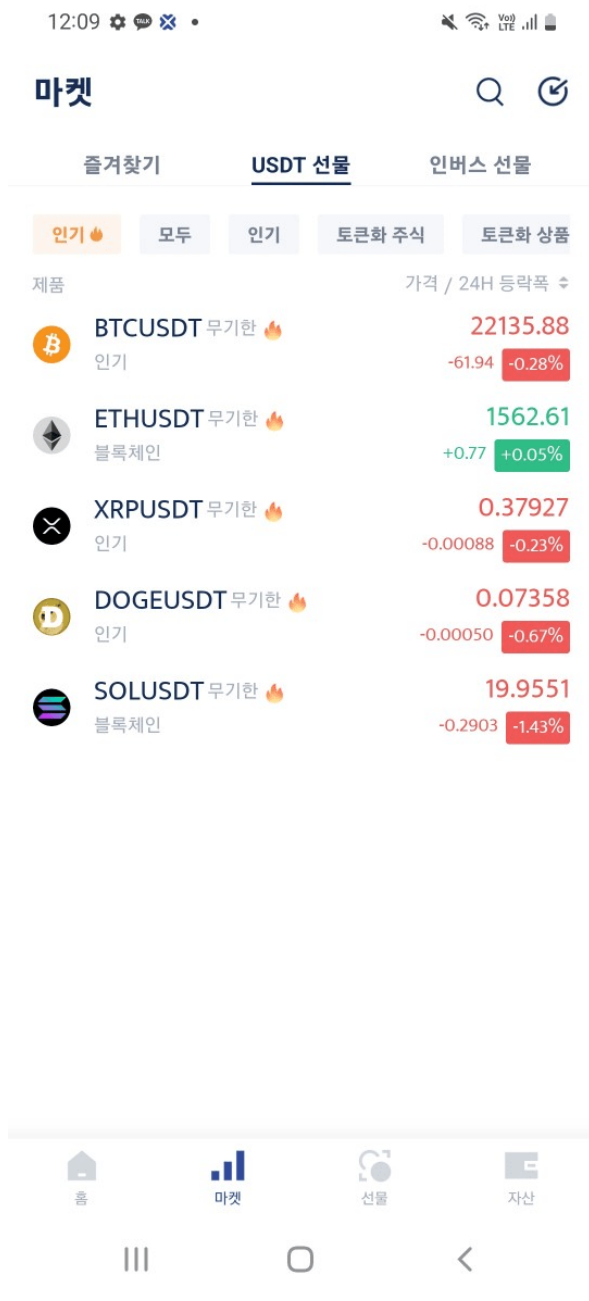 12:09
TALK
Vo)) LTE
마켓
즐겨찾기 USDT 선물 인버스 선물
인기 모두 인기 토큰화 주식 토큰화 상품
제품 가격 / 24H 등락폭
BTCUSDT 무기한 22135.88
인기 -61.94 -0.28%
ETHUSDT 무기한 1562.61
블록체인 +0.77 +0.05%
XRPUSDT 무기한 0.37927
인기 -0.00088 -0.23%
DOGEUSDT 무기한 0.07358
인기 -0.00050 -0.67%
SOLUSDT 무기한 19.9551
블록체인 -0.2903 -1.43%
홈 마켓 선물 자산